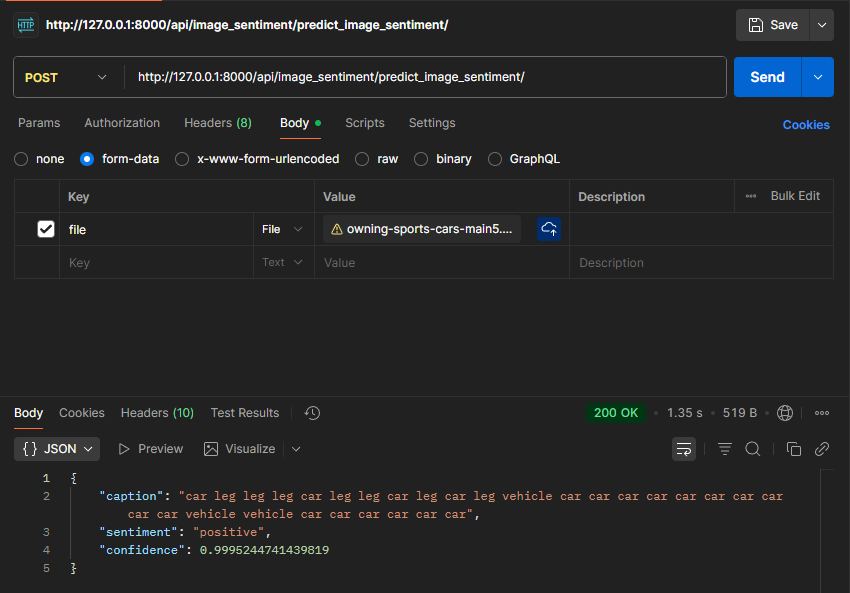 HTTP http://127.0.0.1:8000/api/image_sentiment/predict_image_sentiment/ Save
POST http://127.0.0.1:8000/api/image_sentiment/predict_image_sentiment/ Send
Params Authorization Headers (8) Body Scripts Settings Cookies
none form-data x-www-form-urlencoded raw binary GraphQL
Key Value Description ••• Bulk Edit
file File owning-sports-cars-main5....
Key Text Value Description
Body Cookies Headers (10) Test Results 200 OK • 1.35 s • 519 B •
{} JSON Preview Visualize
1 {
2 "caption": "car leg leg leg car leg leg car leg car leg vehicle car car car car car car car car
car car vehicle vehicle car car car car car car",
3 "sentiment": "positive",
4 "confidence": 0.9995244741439819
5 }